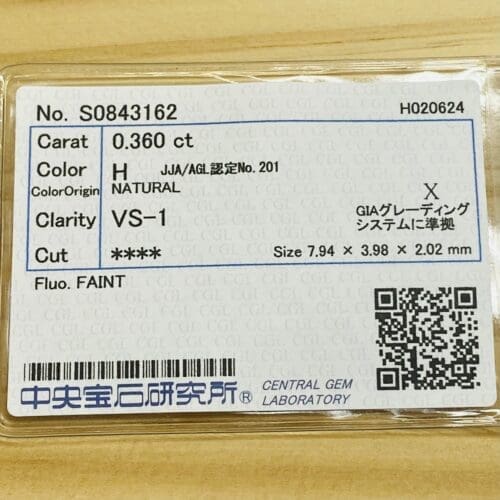 No. S0843162 H020624
Carat 0.360 ct
Color H JJA/AGL認定No.201
ColorOrigin NATURAL
X
Clarity VS-1 GIAグレーディング
システムに準拠
Cut **** Size 7.94 × 3.98 × 2.02 mm
Fluo. FAINT
中央宝石研究所® CENTRAL GEM
LABORATORY